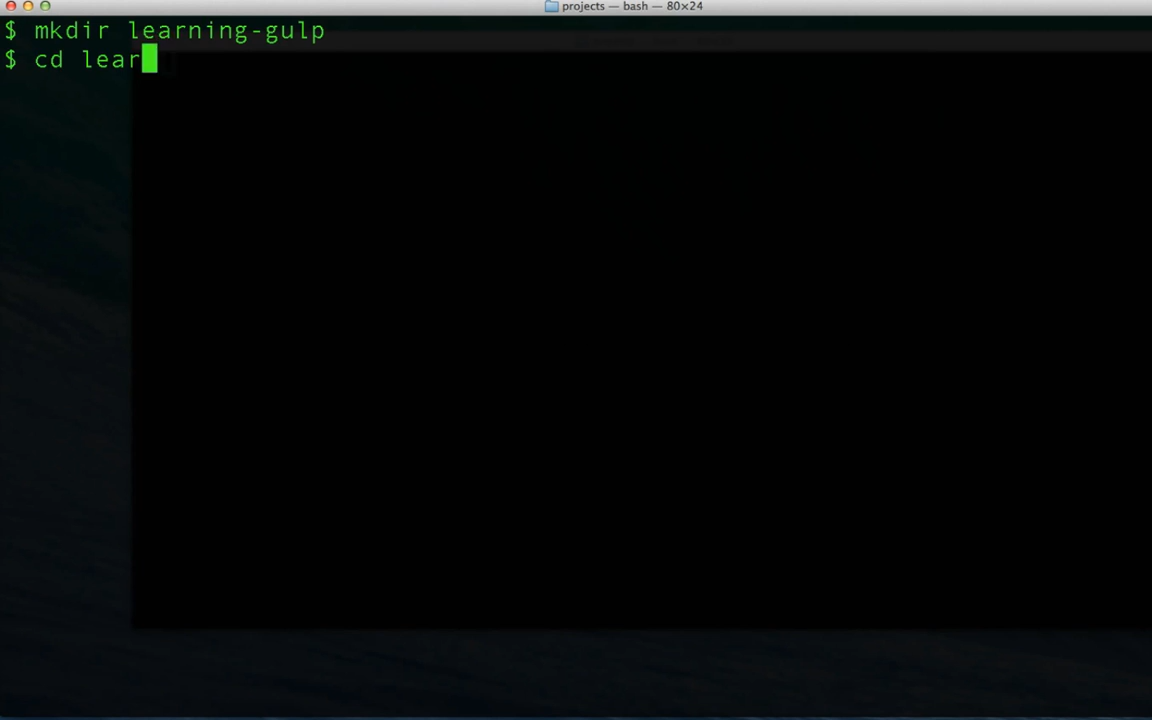 projects — bash — 80×24
$ mkdir learning-gulp
$ cd lear